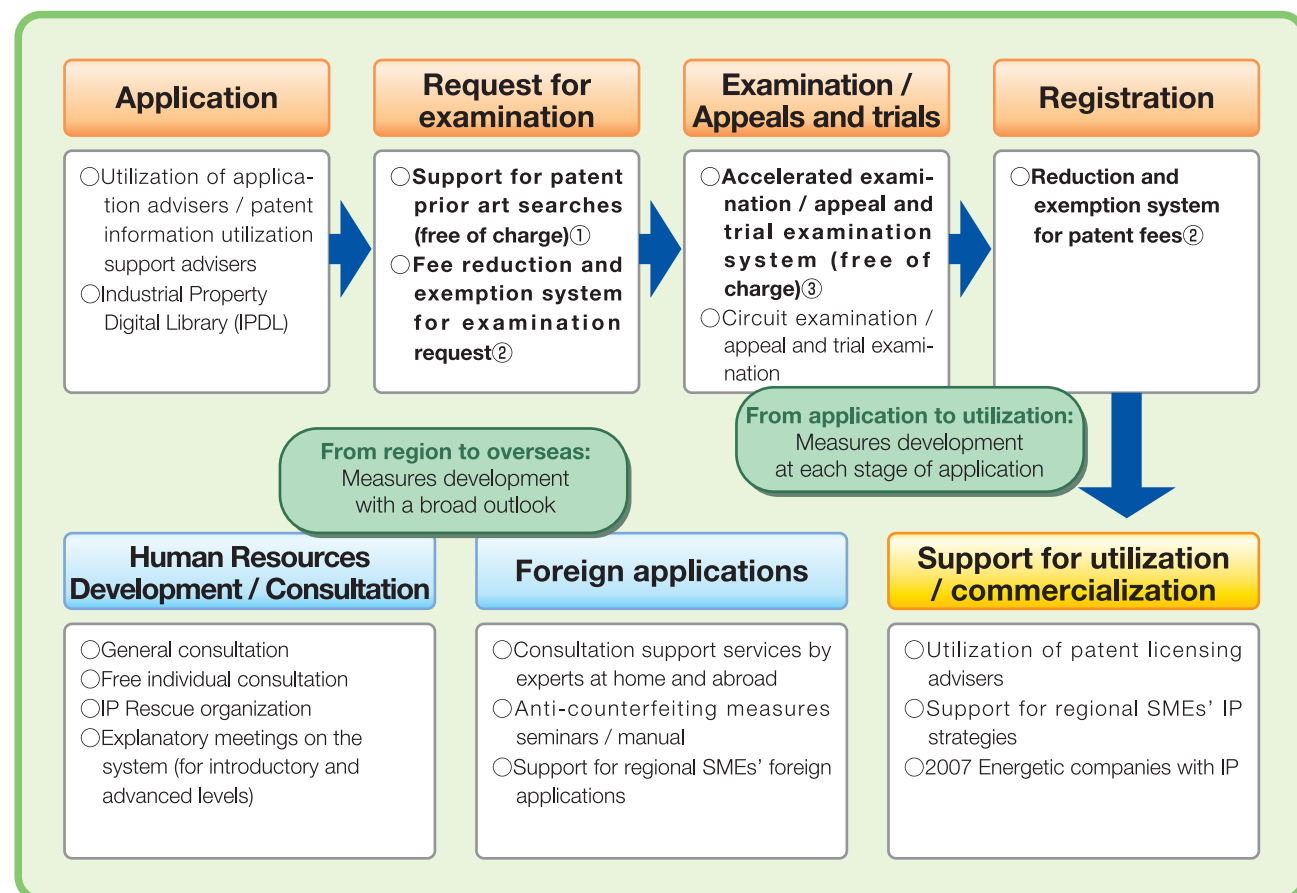 Application
○Utilization of applica-
tion advisers / patent
information utilization
support advisers
○Industrial Property
Digital Library (IPDL)
Request for
examination
○Support for patent
prior art searches
(free of charge)①
○Fee reduction and
exemption system
for examination
request②
Examination /
Appeals and trials
○Accelerated exami-
nation / appeal and
trial examination
system (free of
charge)③
○Circuit examination /
appeal and trial exami-
nation
Registration
○Reduction and
exemption system
for patent fees②
From region to overseas:
Measures development
with a broad outlook
From application to utilization:
Measures development
at each stage of application
Human Resources
Development / Consultation
○General consultation
○Free individual consultation
○IP Rescue organization
○Explanatory meetings on the
system (for introductory and
advanced levels)
Foreign applications
○Consultation support services by
experts at home and abroad
○Anti-counterfeiting measures
seminars / manual
○Support for regional SMEs’ foreign
applications
Support for utilization
/ commercialization
○Utilization of patent licensing
advisers
○Support for regional SMEs’ IP
strategies
○2007 Energetic companies with IP